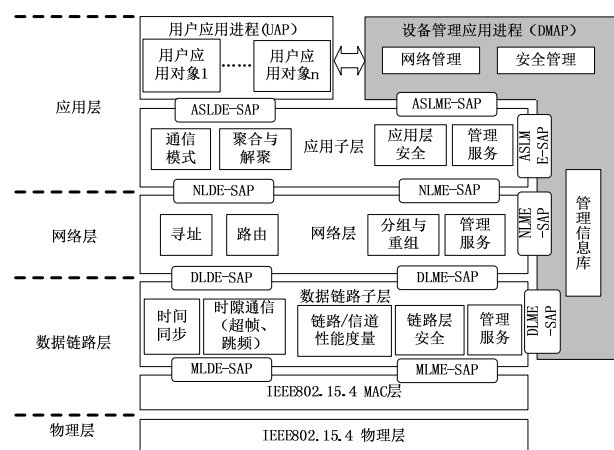 用户应用进程(UAP)
设备管理应用进程（DMAP）
用户应
用对象1
……
用户应
用对象n
网络管理
安全管理
应用层
ASLDE-SAP
ASLME-SAP
通信
模式
聚合与
解聚
应用子层
应用层
安全
管理
服务
ASLM
E-SAP
NLDE-SAP
NLME-SAP
网络层
寻址
路由
网络层
分组与
重组
管理
服务
NLME
-SAP
管理信息库
DLDE-SAP
DLME-SAP
数据链路子层
数据链路层
时间
同步
时隙通信
（超帧、
跳频）
链路/信道
性能度量
链路层
安全
管理
服务
DLME
-SAP
MLDE-SAP
MLME-SAP
IEEE802.15.4 MAC层
物理层
IEEE802.15.4 物理层